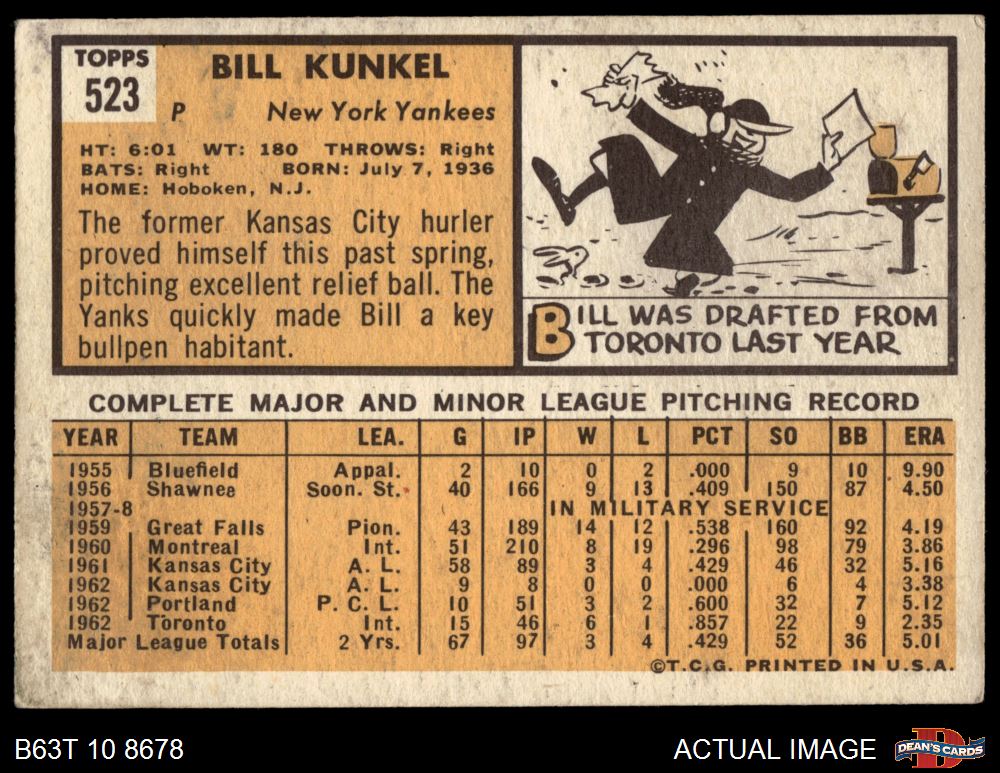 TOPPS
523
BILL KUNKEL
P New York Yankees
HT: 6:01 WT: 180 THROWS: Right
BATS: Right BORN: July 7, 1936
HOME: Hoboken, N.J.
The former Kansas City hurler
proved himself this past spring,
pitching excellent relief ball. The
Yanks quickly made Bill a key
bullpen habitant.
BILL WAS DRAFTED FROM
TORONTO LAST YEAR
COMPLETE MAJOR AND MINOR LEAGUE PITCHING RECORD
YEAR TEAM LEA. G IP W L PCT SO BB ERA
1955 Bluefield Appal. 2 10 0 2 .000 9 10 9.90
1956 Shawnee Soon. St. 40 166 9 13 .409 150 87 4.50
1957-8 IN MILITARY SERVICE
1959 Great Falls Pion. 43 189 14 12 .538 160 92 4.19
1960 Montreal Int. 51 210 8 19 .296 98 79 3.86
1961 Kansas City A. L. 58 89 3 4 .429 46 32 5.16
1962 Kansas City A. L. 9 8 0 0 .000 6 4 3.38
1962 Portland P. C. L. 10 51 3 2 .600 32 7 5.12
1962 Toronto Int. 15 46 6 1 .857 22 9 2.35
Major League Totals 2 Yrs. 67 97 3 4 .429 52 36 5.01
©T.C.G. PRINTED IN U.S.A.
B63T 10 8678
ACTUAL IMAGE
D
DEAN'S CARDS